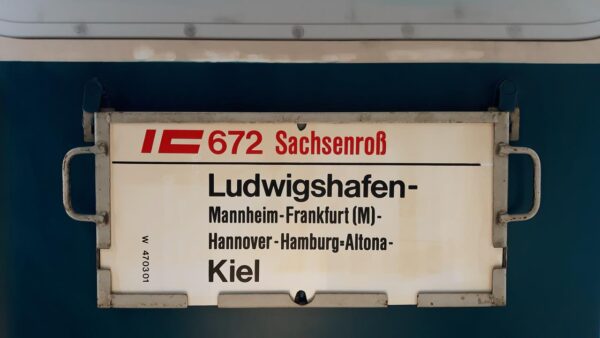 IC 672 Sachsenroß
Ludwigshafen-
Mannheim-Frankfurt (M)-
Hannover-Hamburg-Altona-
Kiel
W 470301